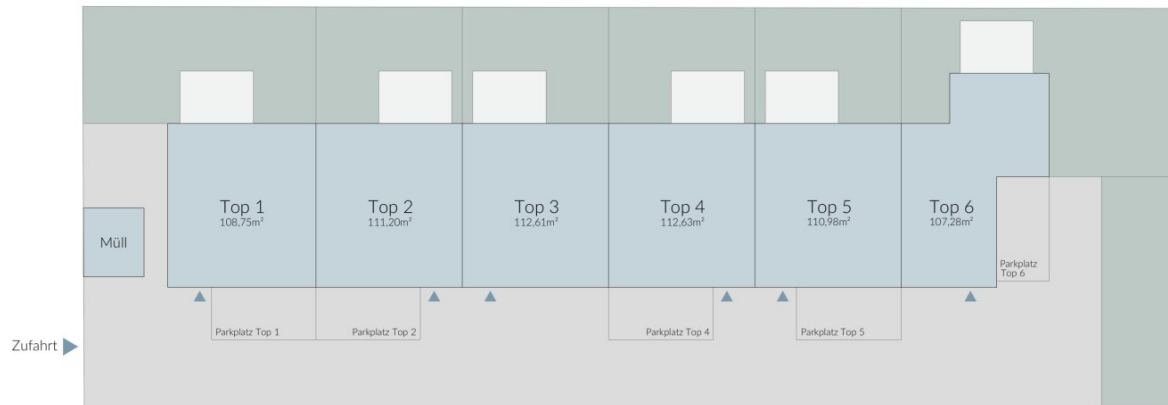 Top 1
108,75m²
Top 2
111,20m²
Top 3
112,61m²
Top 4
112,63m²
Top 5
110,98m²
Top 6
107,28m²
Müll
Parkplatz
Top 6
Parkplatz Top 1
Parkplatz Top 2
Parkplatz Top 4
Parkplatz Top 5
Zufahrt